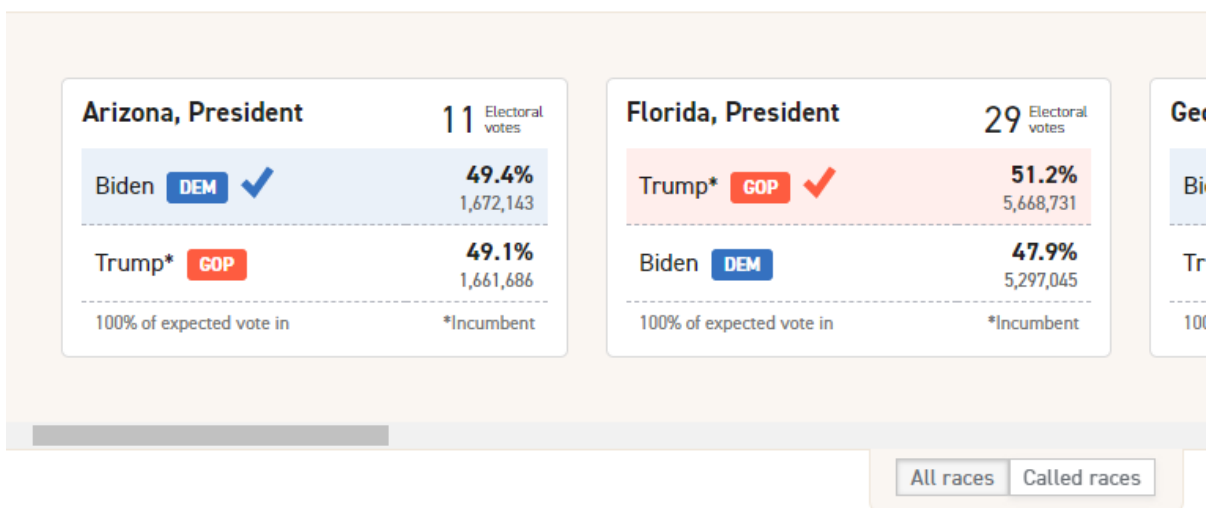 Arizona, President 11 Electoral votes
Biden DEM 49.4%
1,672,143
Trump* GOP 49.1%
1,661,686
100% of expected vote in *Incumbent
Florida, President 29 Electoral votes
Trump* GOP 51.2%
5,668,731
Biden DEM 47.9%
5,297,045
100% of expected vote in *Incumbent
All races Called races